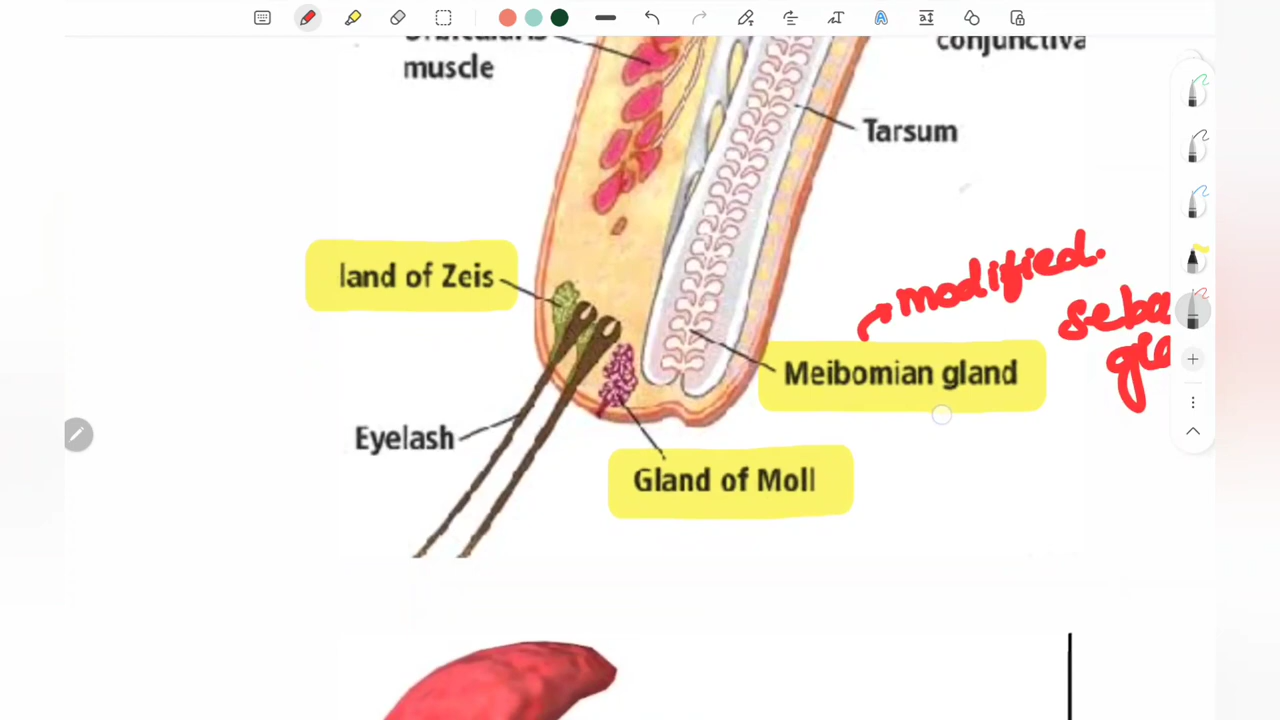 muscle
conjunctiva
Tarsum
land of Zeis
modified.
Meibomian gland
Eyelash
Gland of Moll